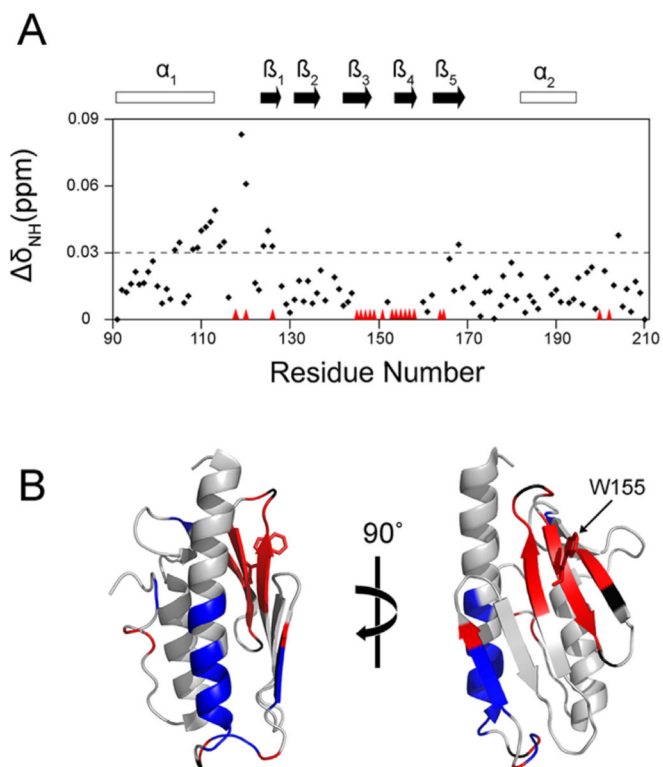 A
α1 ß1 ß2 ß3 ß4 ß5 α2
0.09
0.06
0.03
0
ΔδNH(ppm)
90 110 130 150 170 190 210
Residue Number
B
90°
W155